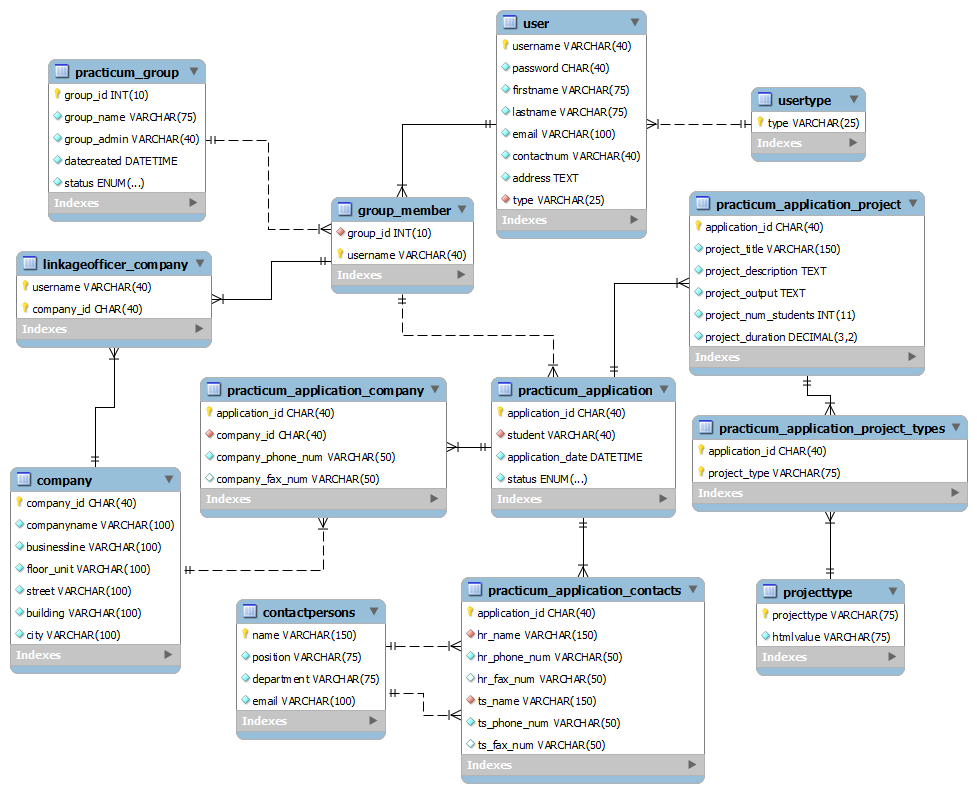 user
username VARCHAR(40)
password CHAR(40)
firstname VARCHAR(75)
lastname VARCHAR(75)
email VARCHAR(100)
contactnum VARCHAR(40)
address TEXT
type VARCHAR(25)
Indexes
practicum_group
group_id INT(10)
group_name VARCHAR(75)
group_admin VARCHAR(40)
datecreated DATETIME
status ENUM(...)
Indexes
usertype
type VARCHAR(25)
Indexes
group_member
group_id INT(10)
username VARCHAR(40)
Indexes
practicum_application_project
application_id CHAR(40)
project_title VARCHAR(150)
project_description TEXT
project_output TEXT
project_num_students INT(11)
project_duration DECIMAL(3,2)
Indexes
linkageofficer_company
username VARCHAR(40)
company_id CHAR(40)
Indexes
practicum_application_company
application_id CHAR(40)
company_id CHAR(40)
company_phone_num VARCHAR(50)
company_fax_num VARCHAR(50)
Indexes
practicum_application
application_id CHAR(40)
student VARCHAR(40)
application_date DATETIME
status ENUM(...)
Indexes
practicum_application_project_types
application_id CHAR(40)
project_type VARCHAR(75)
Indexes
company
company_id CHAR(40)
companyname VARCHAR(100)
businessline VARCHAR(100)
floor_unit VARCHAR(100)
street VARCHAR(100)
building VARCHAR(100)
city VARCHAR(100)
Indexes
contactpersons
name VARCHAR(150)
position VARCHAR(75)
department VARCHAR(75)
email VARCHAR(100)
Indexes
practicum_application_contacts
application_id CHAR(40)
hr_name VARCHAR(150)
hr_phone_num VARCHAR(50)
hr_fax_num VARCHAR(50)
ts_name VARCHAR(150)
ts_phone_num VARCHAR(50)
ts_fax_num VARCHAR(50)
Indexes
projecttype
projecttype VARCHAR(75)
htmlvalue VARCHAR(75)
Indexes